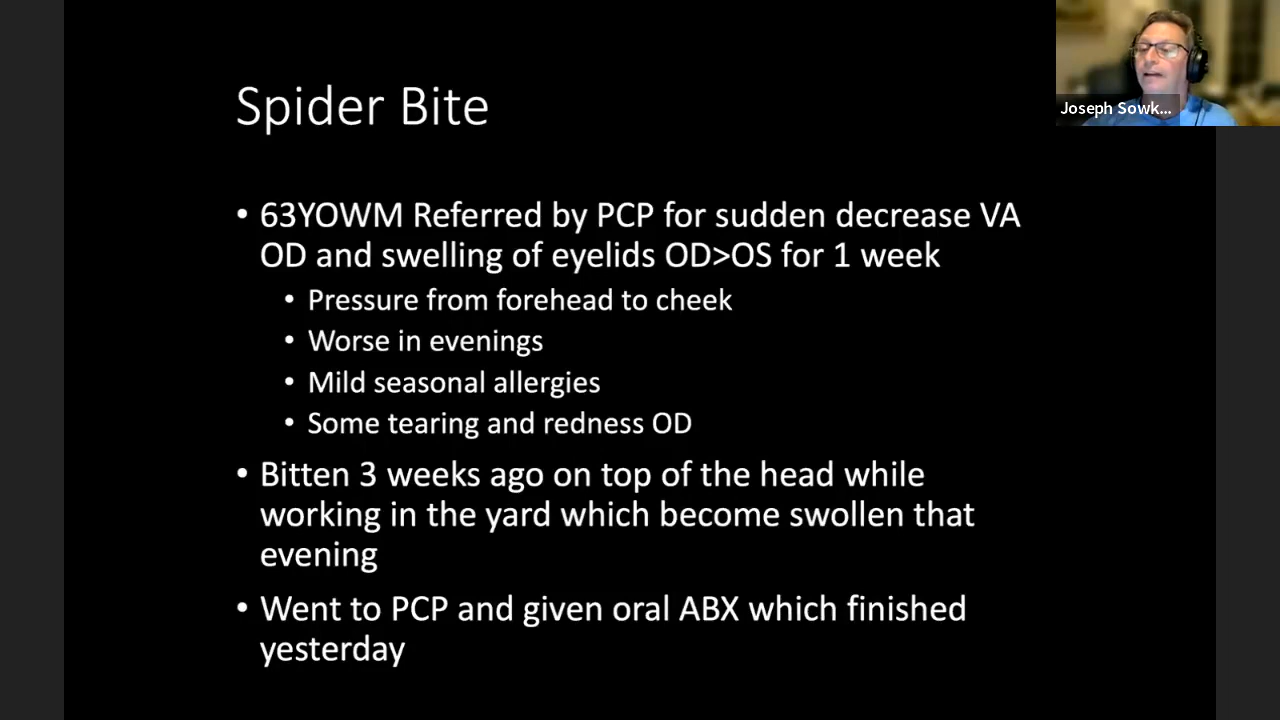 Spider Bite
Joseph Sowk...
• 63YOWM Referred by PCP for sudden decrease VA
OD and swelling of eyelids OD>OS for 1 week
• Pressure from forehead to cheek
• Worse in evenings
• Mild seasonal allergies
• Some tearing and redness OD
• Bitten 3 weeks ago on top of the head while
working in the yard which become swollen that
evening
• Went to PCP and given oral ABX which finished
yesterday